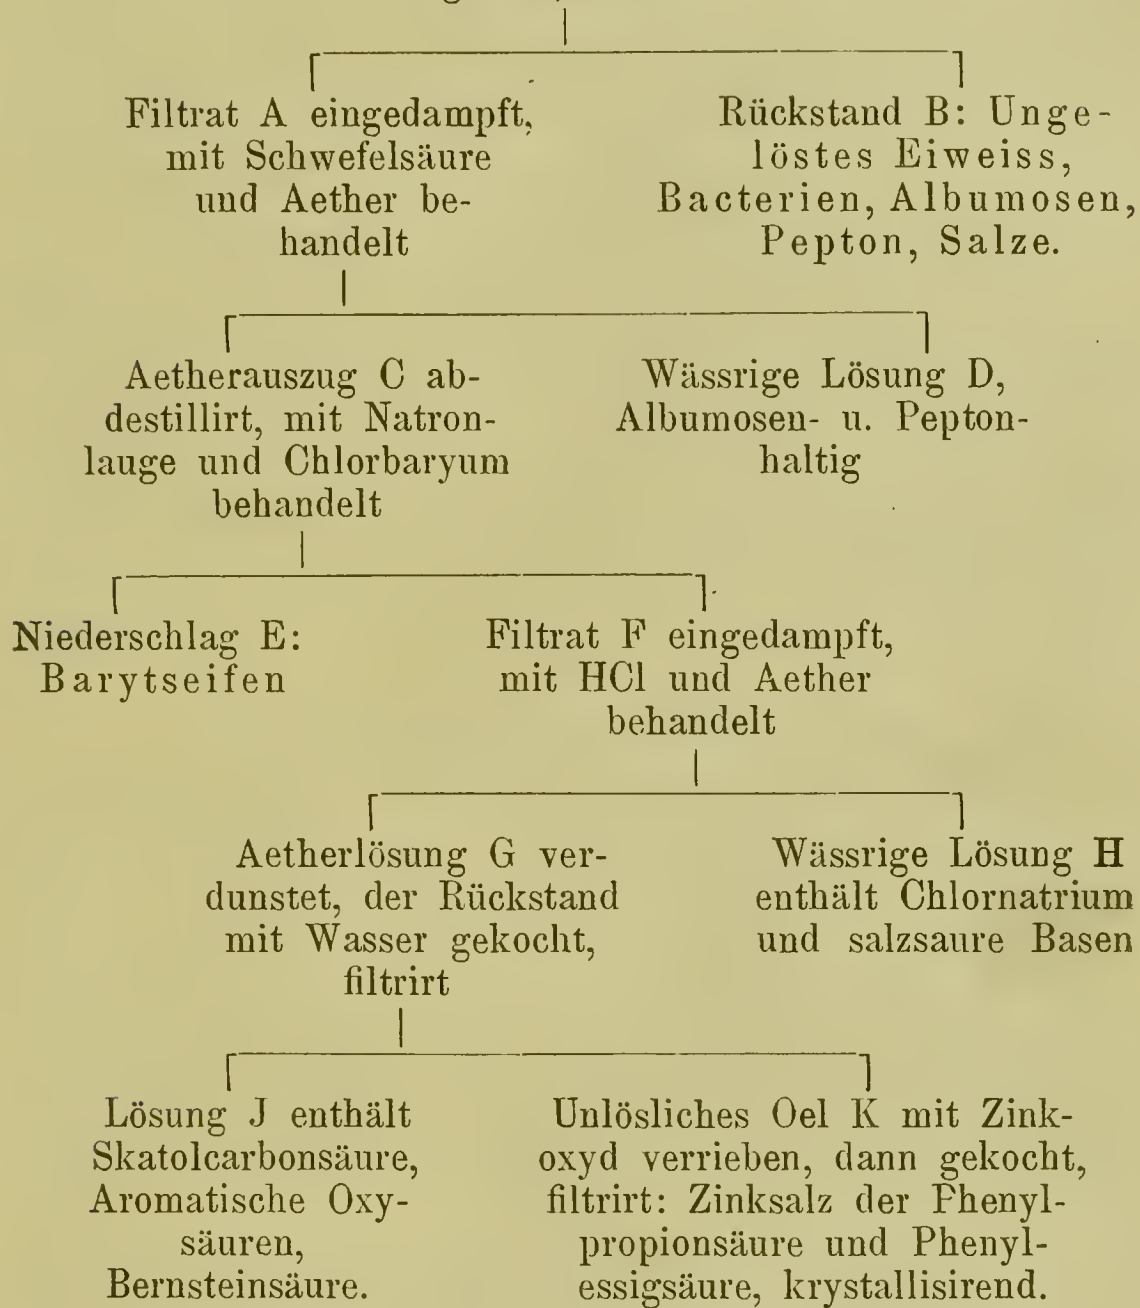 Filtrat A eingedampft,
mit Schwefelsäure
und Aether be-
handelt
Rückstand B: Unge-
löstes Eiweiss,
Bacterien, Albumosen,
Pepton, Salze.
Aetherauszug C ab-
destillirt, mit Natron-
lauge und Chlorbaryum
behandelt
Wässrige Lösung D,
Albumosen- u. Pepton-
haltig
Niederschlag E:
Barytseifen
Filtrat F eingedampft,
mit HCl und Aether
behandelt
Aetherlösung G ver-
dunstet, der Rückstand
mit Wasser gekocht,
filtrirt
Wässrige Lösung H
enthält Chlornatrium
und salzsaure Basen
Lösung J enthält
Skatolcarbonsäure,
Aromatische Oxy-
säuren,
Bernsteinsäure.
Unlösliches Oel K mit Zink-
oxyd verrieben, dann gekocht,
filtrirt: Zinksalz der Phenyl-
propionsäure und Phenyl-
essigsäure, krystallisirend.